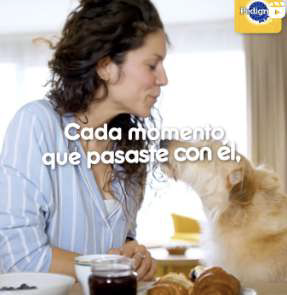 Pedigree
Cada momento
que pasaste con él,